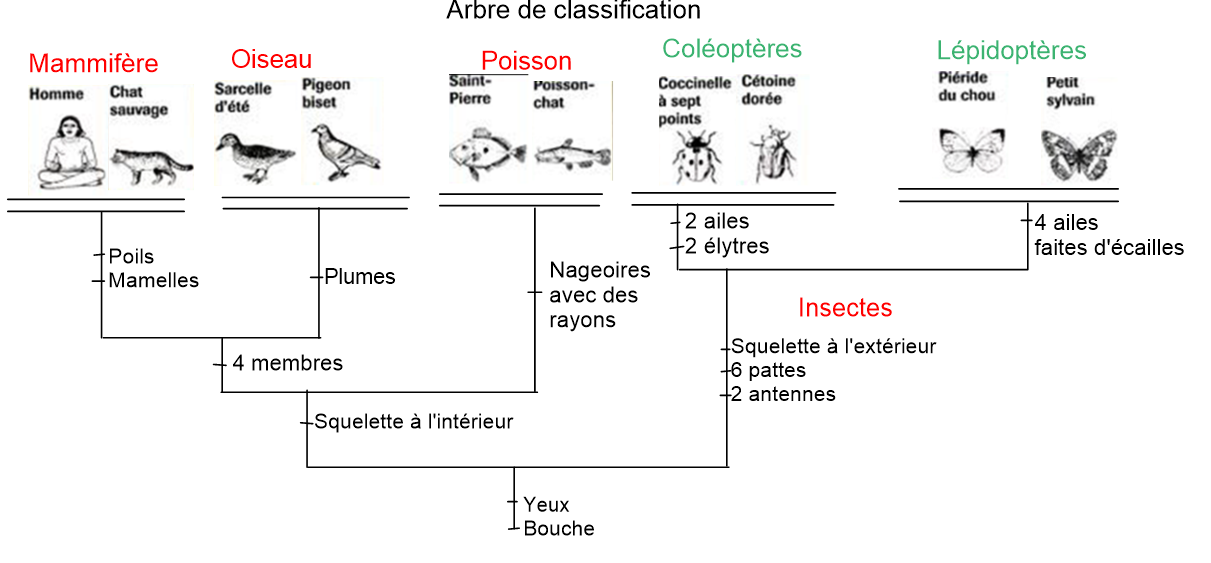 Arbre de classification
Mammifère
Oiseau
Poisson
Coléoptères
Lépidoptères
Homme
Chat
sauvage
Sarcelle
d'été
Pigeon
biset
Saint-
Pierre
Poisson-
chat
Coccinelle
à sept
points
Cétoine
dorée
Piéride
du chou
Petit
sylvain
Poils
Mamelles
Plumes
Nageoires
avec des
rayons
2 ailes
2 élytres
4 ailes
faites d'écailles
Insectes
4 membres
Squelette à l'extérieur
6 pattes
2 antennes
Squelette à l'intérieur
Yeux
Bouche